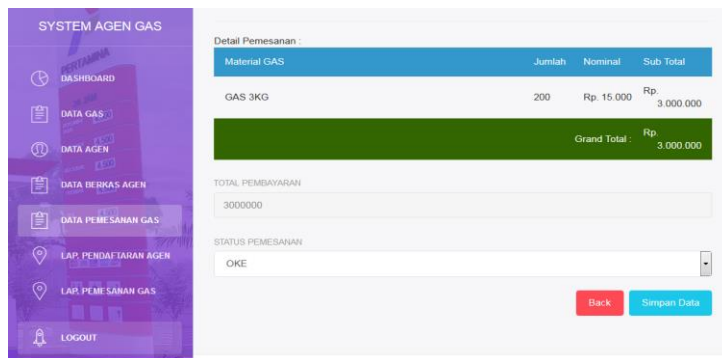 SYSTEM AGEN GAS
PERTAMINA
DASHBOARD
DATA GAS
DATA AGEN
DATA BERKAS AGEN
DATA PEMESANAN GAS
LAP. PENDAFTARAN AGEN
LAP. PEMESANAN GAS
LOGOUT
Detail Pemesanan :
Material GAS Jumlah Nominal Sub Total
GAS 3KG 200 Rp. 15.000 Rp. 3.000.000
Grand Total : Rp. 3.000.000
TOTAL PEMBAYARAN
3000000
STATUS PEMESANAN
OKE
Back Simpan Data